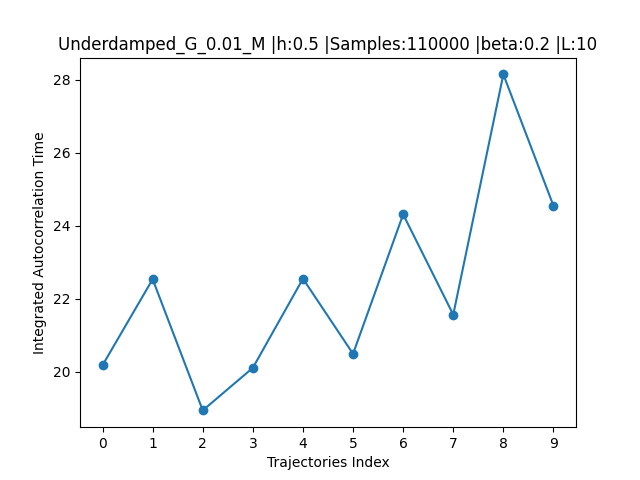 Underdamped_G_0.01_M |h:0.5 |Samples:110000 |beta:0.2 |L:10
Integrated Autocorrelation Time
28
26
24
22
20
0 1 2 3 4 5 6 7 8 9
Trajectories Index